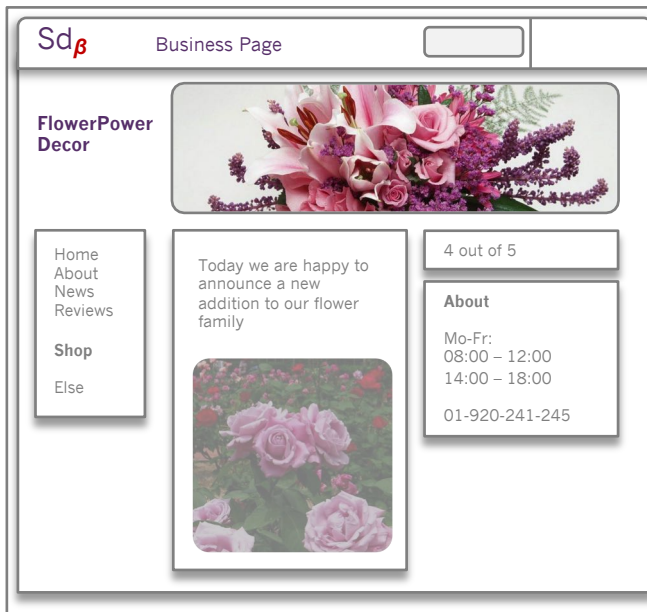 Sdβ
Business Page
FlowerPower
Decor
Home
About
News
Reviews
Shop
Else
Today we are happy to
announce a new
addition to our flower
family
4 out of 5
About
Mo-Fr:
08:00 – 12:00
14:00 – 18:00
01-920-241-245